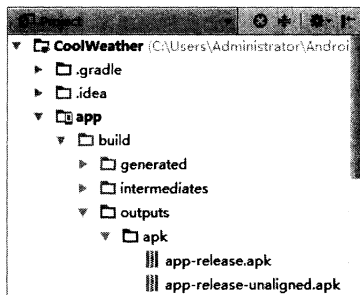 Project
CoolWeather (C:\Users\Administrator\Androi
.gradle
.idea
app
build
generated
intermediates
outputs
apk
app-release.apk
app-release-unaligned.apk